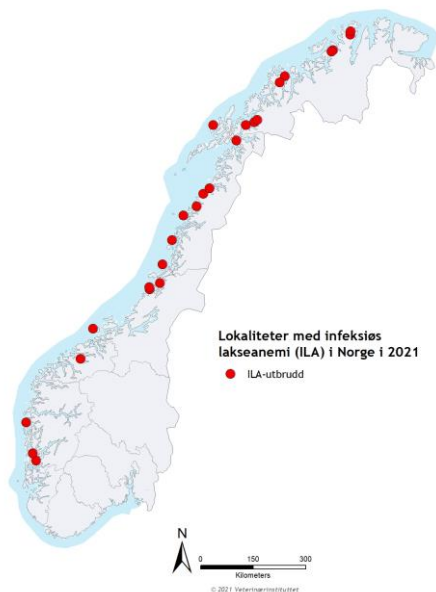 Lokaliteter med infeksiøs
lakseanemi (ILA) i Norge i 2021
ILA-utbrudd
N
0 150 300
Kilometers
© 2021 Veterinærinstituttet